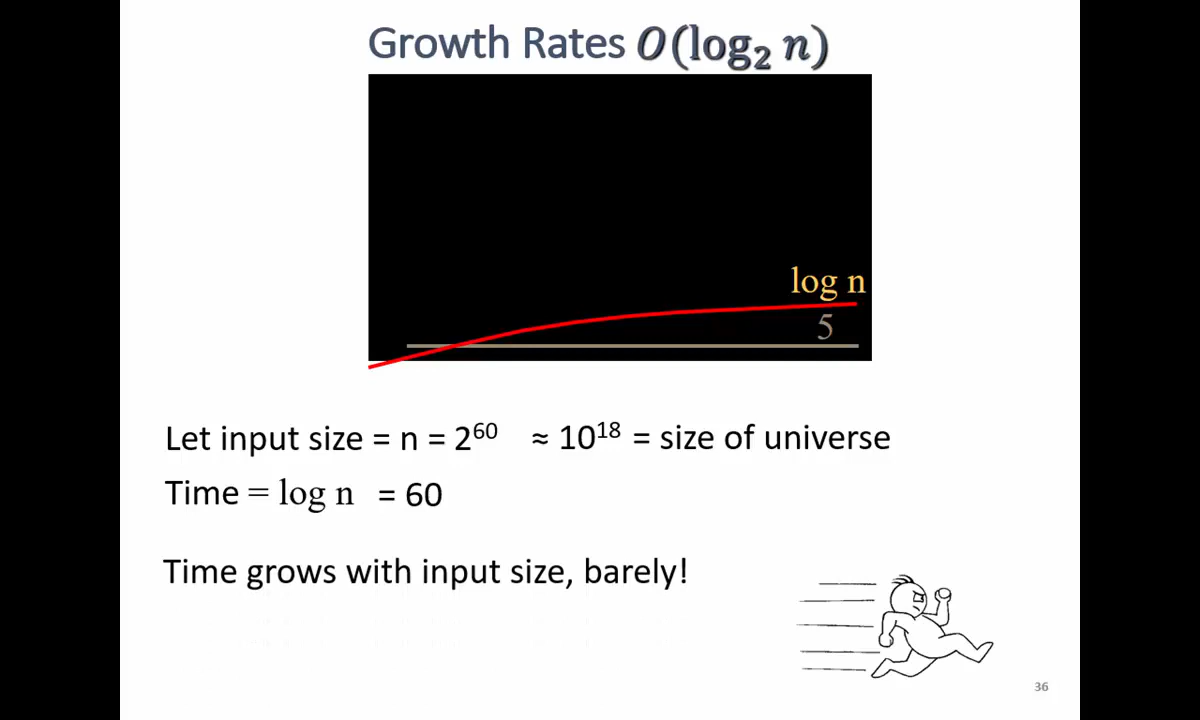 Growth Rates O(log₂ n)
log n
5
Let input size = n = 2⁶⁰ ≈ 10¹⁸ = size of universe
Time = log n = 60
Time grows with input size, barely!
36